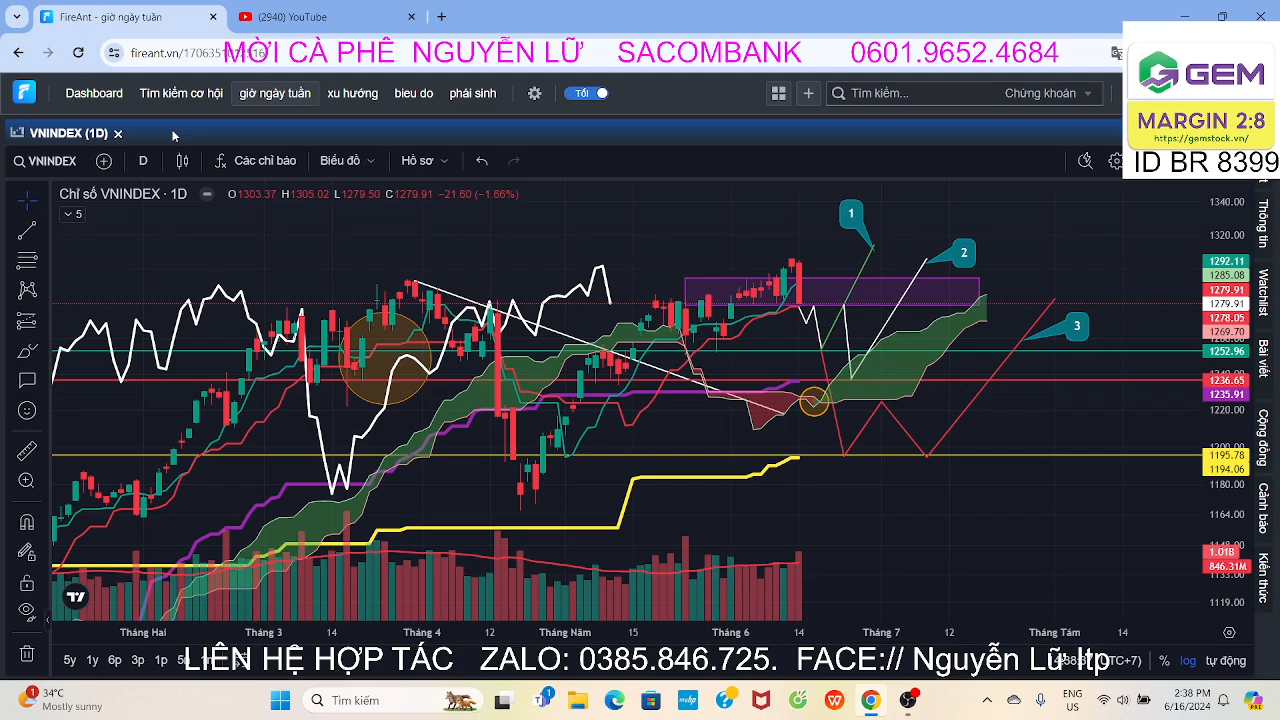 FireAnt - giờ ngày
(2940) YouTube
fireant.vn/
MỜI CÀ PHÊ NGUYỄN LỮ SACOMBANK 0601.9652.4684
GEM
MARGIN 2:8
https://gemstock.vn/
ID BR 8399
Dashboard Tìm kiếm cơ hội giờ ngày tuần xu hướng bieu do phái sinh Tối Tìm kiếm... Chứng khoán
VNINDEX (1D)
VNINDEX D Các chỉ báo Biểu đồ Hồ sơ
Chỉ số VNINDEX · 1D O1303.37 H1305.02 L1279.50 C1279.91 -21.60 (-1.66%)
5
1
2
3
1340.00
1320.00
1292.11
1285.08
1279.91
1279.91
1278.05
1269.70
1252.96
1236.65
1235.91
1220.00
1195.78
1194.06
1180.00
1164.00
1.01B
846.31M
1133.00
1119.00
Thông tin
Watchlist
Bài viết
Cộng đồng
Cảnh báo
Kiến thức
Tháng Hai Tháng 3 14 Tháng 4 12 Tháng Năm 15 Tháng 6 14 Tháng 7 12 Tháng Tám 14
5y 1y 6p 3p 1p (UTC+7) % log tự động
LIÊN HỆ HỢP TÁC ZALO: 0385.846.725. FACE:// Nguyễn Lữ ltp
34°C
Mostly sunny
Tìm kiếm
ENG
US
2:38 PM
6/16/2024